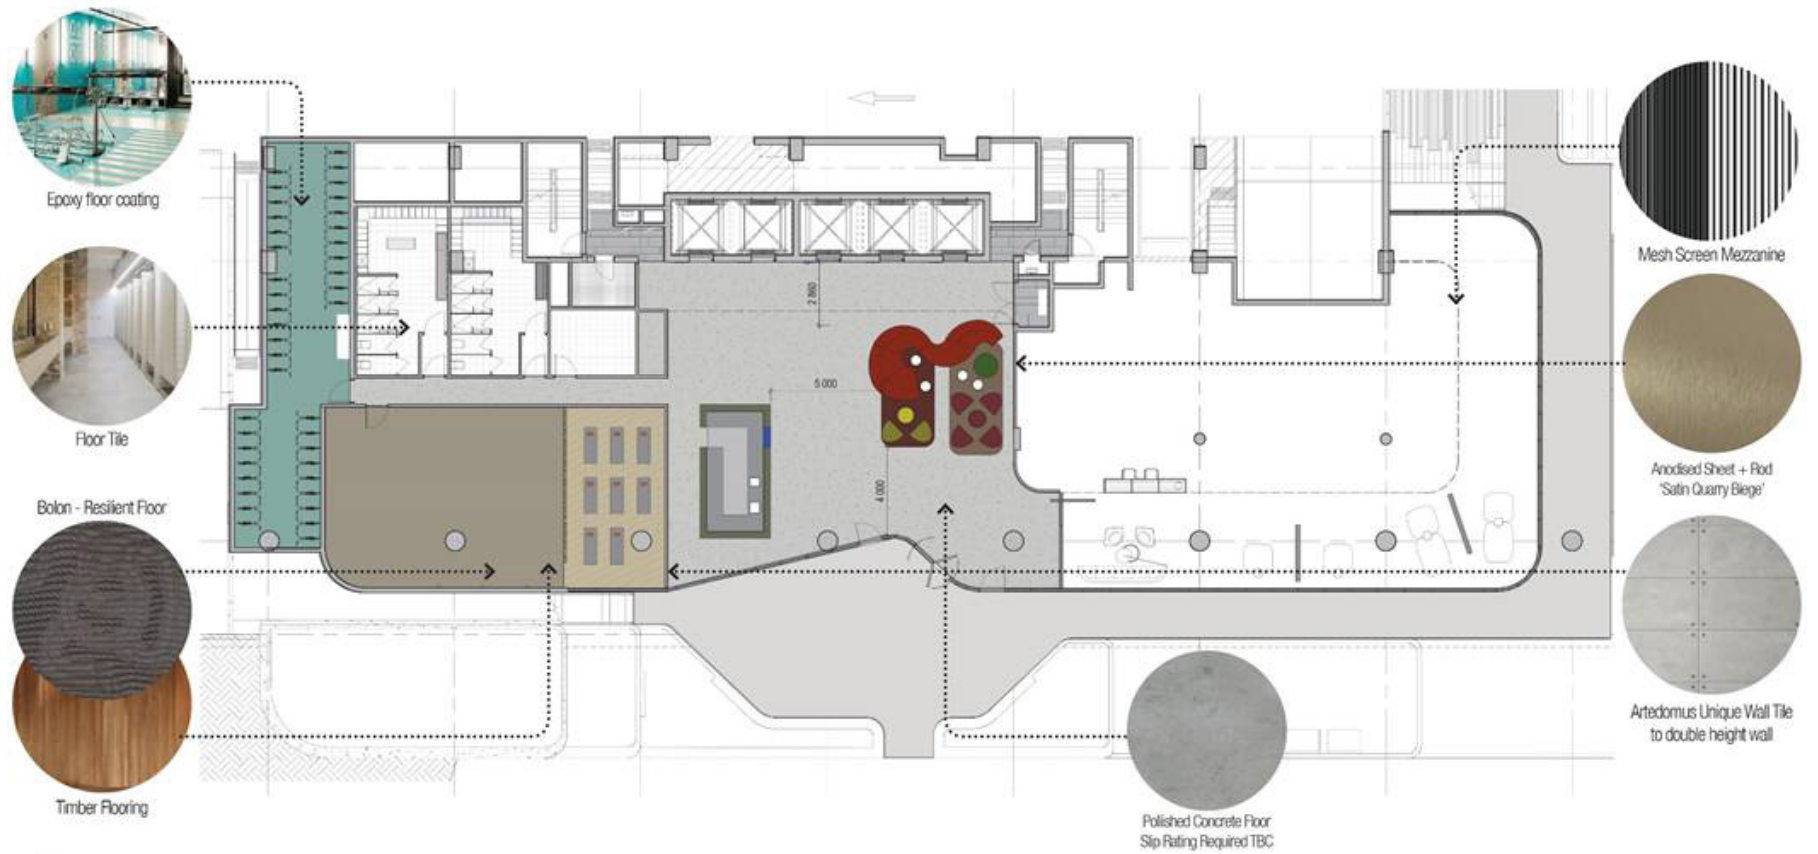 Epoxy floor coating
Floor Tile
Bolon - Resilient Floor
Timber Flooring
2 860
5 000
4 000
Mesh Screen Mezzanine
Anodised Sheet + Rod
'Satin Quarry Biege'
Artedomus Unique Wall Tile
to double height wall
Polished Concrete Floor
Slip Rating Required TBC